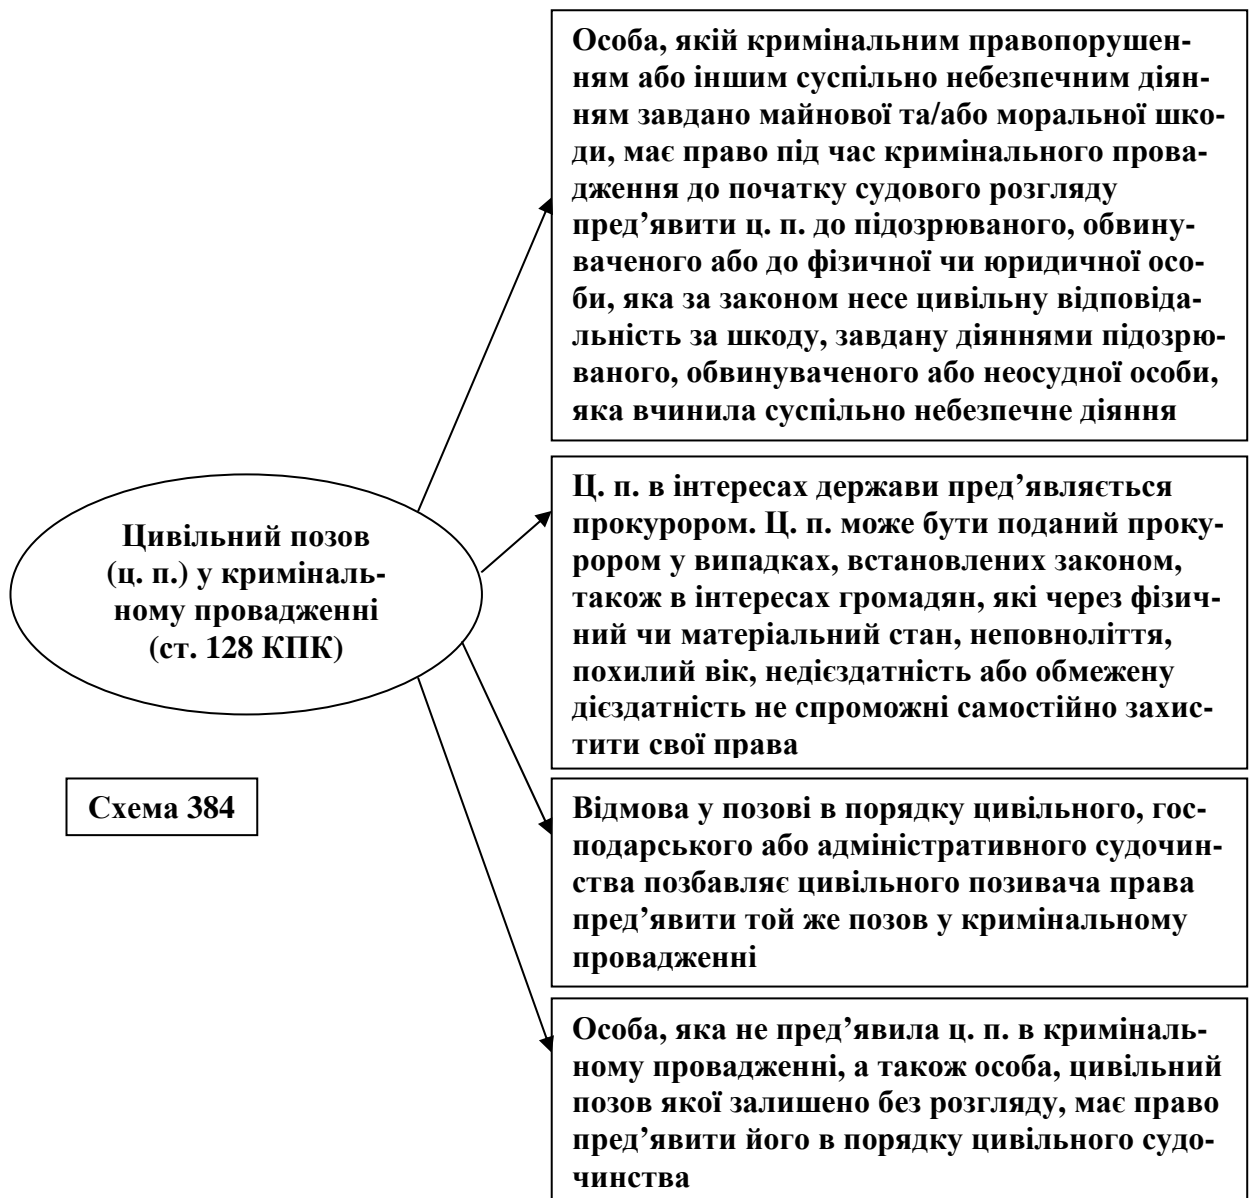 Особа, якій кримінальним правопорушен-
ням або іншим суспільно небезпечним діян-
ням завдано майнової та/або моральної шко-
ди, має право під час кримінального прова-
дження до початку судового розгляду
пред’явити ц. п. до підозрюваного, обвину-
ваченого або до фізичної чи юридичної осо-
би, яка за законом несе цивільну відповіда-
льність за шкоду, завдану діяннями підозрю-
ваного, обвинуваченого або неосудної особи,
яка вчинила суспільно небезпечне діяння
Цивільний позов
(ц. п.) у криміналь-
ному провадженні
(ст. 128 КПК)
Ц. п. в інтересах держави пред’являється
прокурором. Ц. п. може бути поданий проку-
рором у випадках, встановлених законом,
також в інтересах громадян, які через фізич-
ний чи матеріальний стан, неповноліття,
похилий вік, недієздатність або обмежену
дієздатність не спроможні самостійно захис-
тити свої права
Схема 384
Відмова у позові в порядку цивільного, гос-
подарського або адміністративного судочин-
ства позбавляє цивільного позивача права
пред’явити той же позов у кримінальному
провадженні
Особа, яка не пред’явила ц. п. в криміналь-
ному провадженні, а також особа, цивільний
позов якої залишено без розгляду, має право
пред’явити його в порядку цивільного судо-
чинства